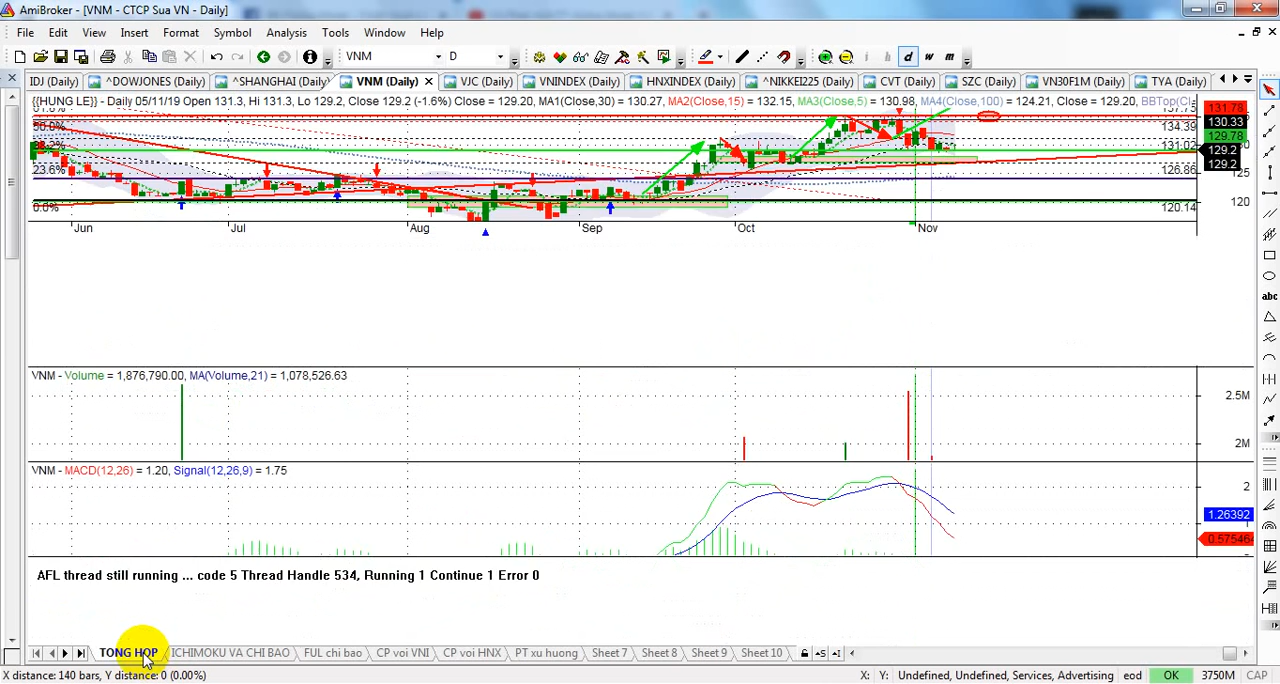 AmiBroker - [VNM - CTCP Sua VN - Daily]
File Edit View Insert Format Symbol Analysis Tools Window Help
VNM D d w m
IDJ (Daily) ^DOWJONES (Daily) ^SHANGHAI (Daily) VNM (Daily) VJC (Daily) VNINDEX (Daily) HNXINDEX (Daily) ^NIKKEI225 (Daily) CVT (Daily) SZC (Daily) VN30F1M (Daily) TYA (Daily)
{{HUNG LE}} - Daily 05/11/19 Open 131.3, Hi 131.3, Lo 129.2, Close 129.2 (-1.6%) Close = 129.20, MA1(Close,30) = 130.27, MA2(Close,15) = 132.15, MA3(Close,5) = 130.98, MA4(Close,100) = 124.21, Close = 129.20, BBTop(Cl
131.78
130.33
50.0% 134.39
129.78
38.2% 131.02
129.2
129.2
23.6% 126.86 125
0.0% 120.14 120
Jun Jul Aug Sep Oct Nov
VNM - Volume = 1,876,790.00, MA(Volume,21) = 1,078,526.63
2.5M
2M
VNM - MACD(12,26) = 1.20, Signal(12,26,9) = 1.75
2
1.26392
0.575464
abc
AFL thread still running ... code 5 Thread Handle 534, Running 1 Continue 1 Error 0
TONG HOP ICHIMOKU VA CHI BAO FUL chi bao CP voi VNI CP voi HNX PT xu huong Sheet 7 Sheet 8 Sheet 9 Sheet 10
X distance: 140 bars, Y distance: 0 (0.00%) X: Y: Undefined, Undefined, Services, Advertising eod OK 3750M CAP